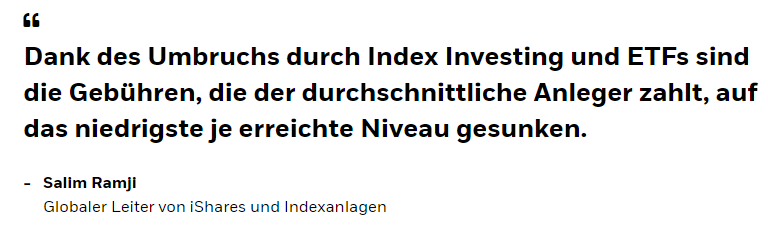 “
Dank des Umbruchs durch Index Investing und ETFs sind
die Gebühren, die der durchschnittliche Anleger zahlt, auf
das niedrigste je erreichte Niveau gesunken.
- Salim Ramji
Globaler Leiter von iShares und Indexanlagen